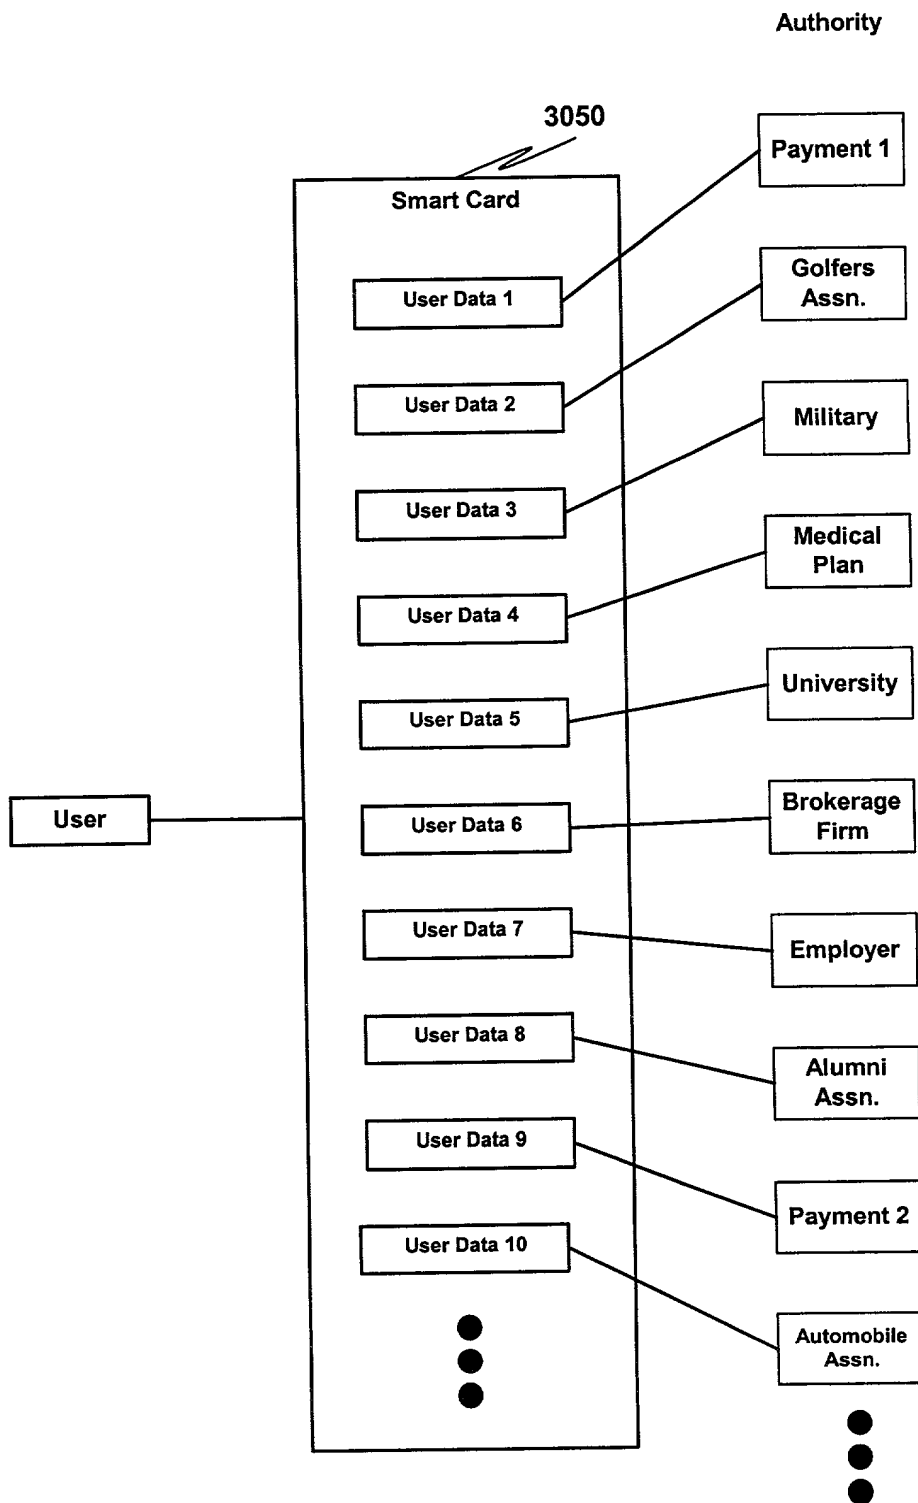 Authority
3050
Payment 1
Smart Card
Golfers
Assn.
User Data 1
User Data 2
Military
User Data 3
Medical
Plan
User Data 4
University
User Data 5
User
User Data 6
Brokerage
Firm
User Data 7
Employer
User Data 8
Alumni
Assn.
User Data 9
Payment 2
User Data 10
Automobile
Assn.